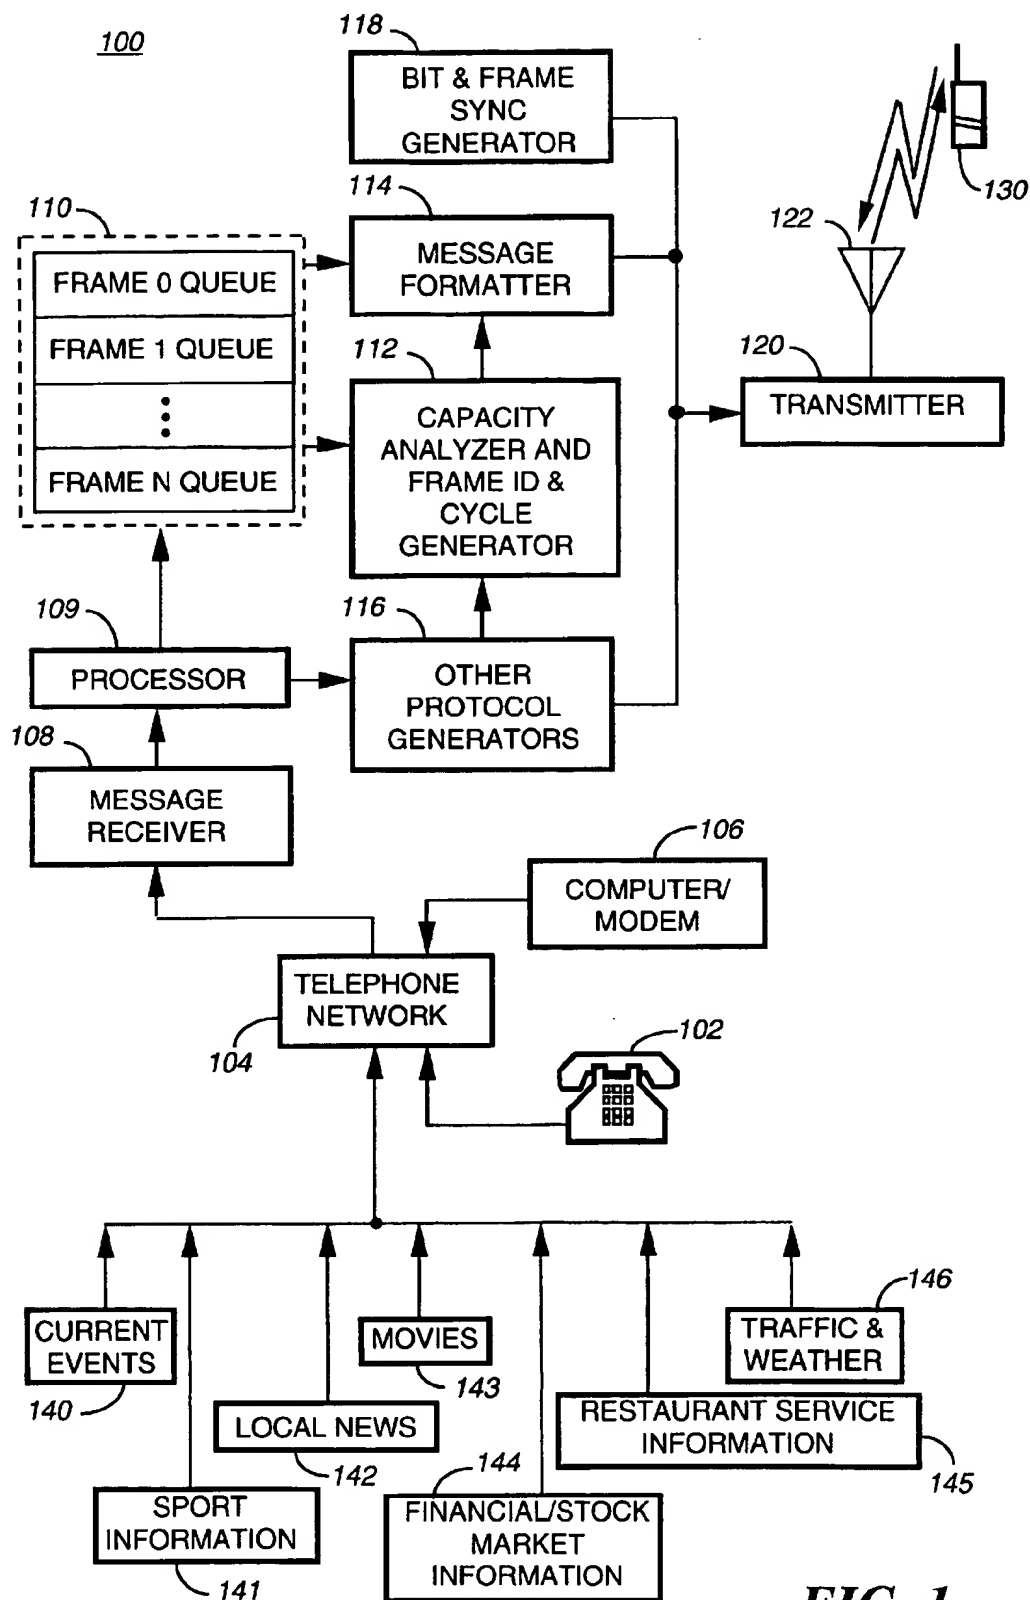 100
118
BIT & FRAME
SYNC
GENERATOR
130
110
FRAME 0 QUEUE
FRAME 1 QUEUE
FRAME N QUEUE
114
MESSAGE
FORMATTER
122
112
CAPACITY
ANALYZER AND
FRAME ID &
CYCLE
GENERATOR
120
TRANSMITTER
109
PROCESSOR
116
OTHER
PROTOCOL
GENERATORS
108
MESSAGE
RECEIVER
106
COMPUTER/
MODEM
TELEPHONE
NETWORK
104
102
CURRENT
EVENTS
140
MOVIES
143
146
TRAFFIC &
WEATHER
LOCAL NEWS
142
RESTAURANT SERVICE
INFORMATION
145
SPORT
INFORMATION
141
144
FINANCIAL/STOCK
MARKET
INFORMATION
FIG. 1